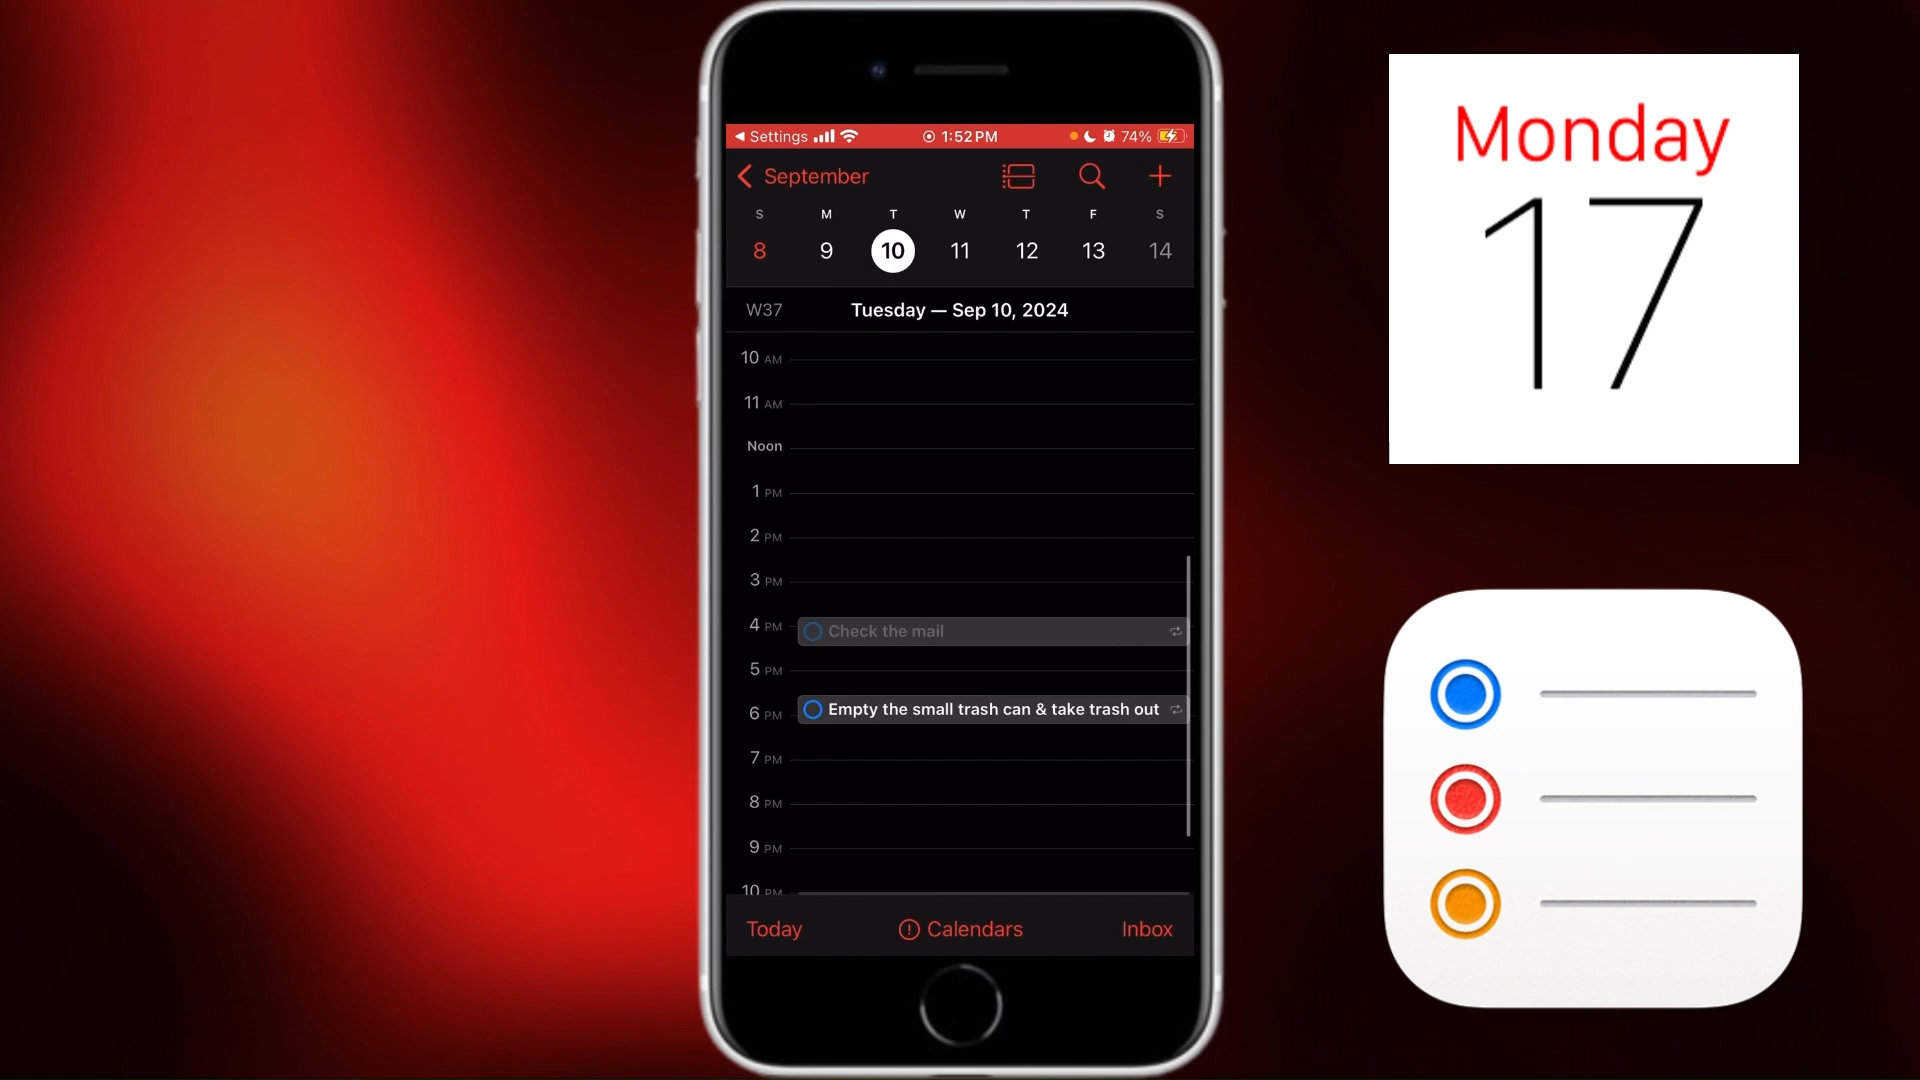 Settings 1:52 PM 74%
September
S M T W T F S
8 9 10 11 12 13 14
W37 Tuesday — Sep 10, 2024
10 AM
11 AM
Noon
1 PM
2 PM
3 PM
4 PM Check the mail
5 PM
6 PM Empty the small trash can & take trash out
7 PM
8 PM
9 PM
10 PM
Today Calendars Inbox
Monday
17